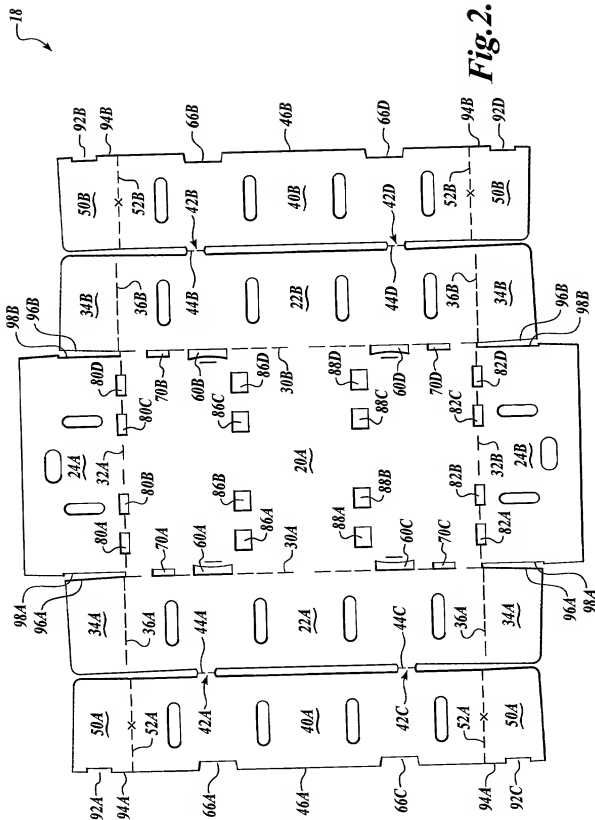 18
Fig.2.
92B
94B
66B
46B
66D
94B
92D
50B
52B
42B
40B
42D
52B
50B
44B
44D
34B
36B
22B
36B
34B
98B
96B
96B
98B
80D
70B
60B
86D
30B
88D
60D
70D
82D
80C
86C
88C
82C
24A
32A
20A
32B
24B
80B
86B
88B
82B
80A
70A
60A
86A
30A
88A
60C
70C
82A
98A
96A
96A
98A
34A
36A
44A
22A
44C
36A
34A
50A
52A
42A
40A
42C
52A
50A
92A
94A
66A
46A
66C
94A
92C